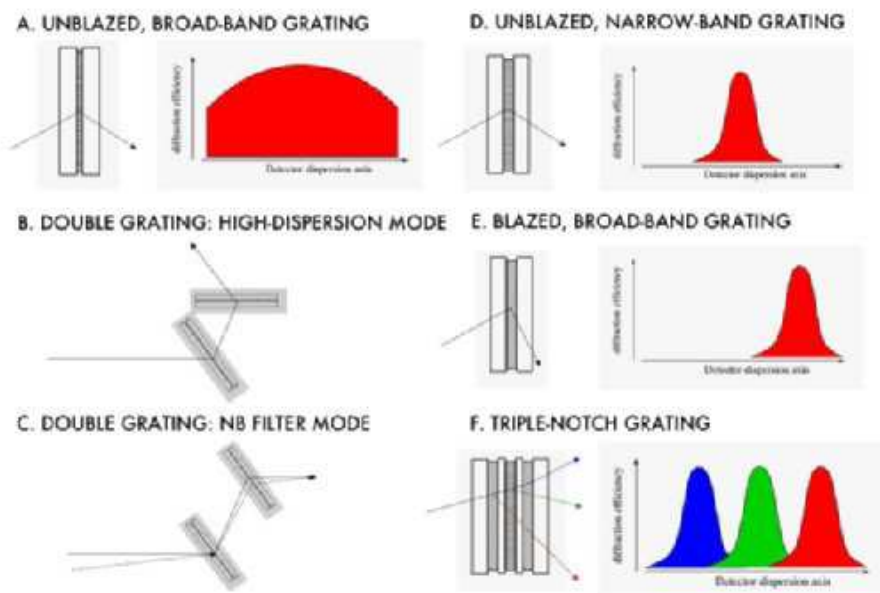 A. UNBLAZED, BROAD-BAND GRATING
diffraction efficiency
Detector dispersion axis
D. UNBLAZED, NARROW-BAND GRATING
diffraction efficiency
Detector dispersion axis
B. DOUBLE GRATING: HIGH-DISPERSION MODE
E. BLAZED, BROAD-BAND GRATING
diffraction efficiency
Detector dispersion axis
C. DOUBLE GRATING: NB FILTER MODE
F. TRIPLE-NOTCH GRATING
diffraction efficiency
Detector dispersion axis